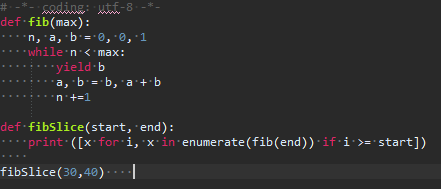 # -*- coding: utf-8 -*-
def fib(max):
    n, a, b = 0, 0, 1
    while n < max:
        yield b
        a, b = b, a + b
        n +=1

def fibSlice(start, end):
    print ([x for i, x in enumerate(fib(end)) if i >= start])

fibSlice(30,40)